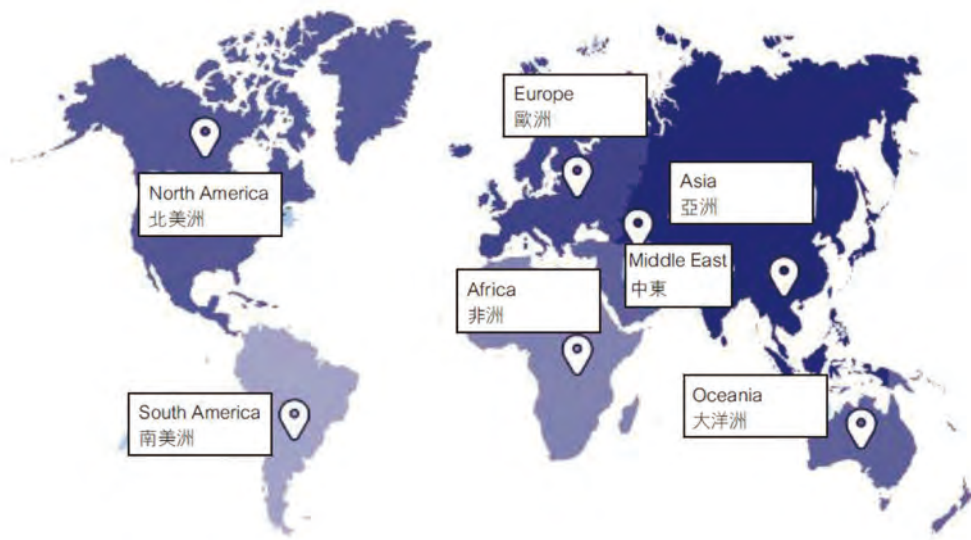 Europe
歐洲
North America
北美洲
Asia
亞洲
Middle East
中東
Africa
非洲
South America
南美洲
Oceania
大洋洲